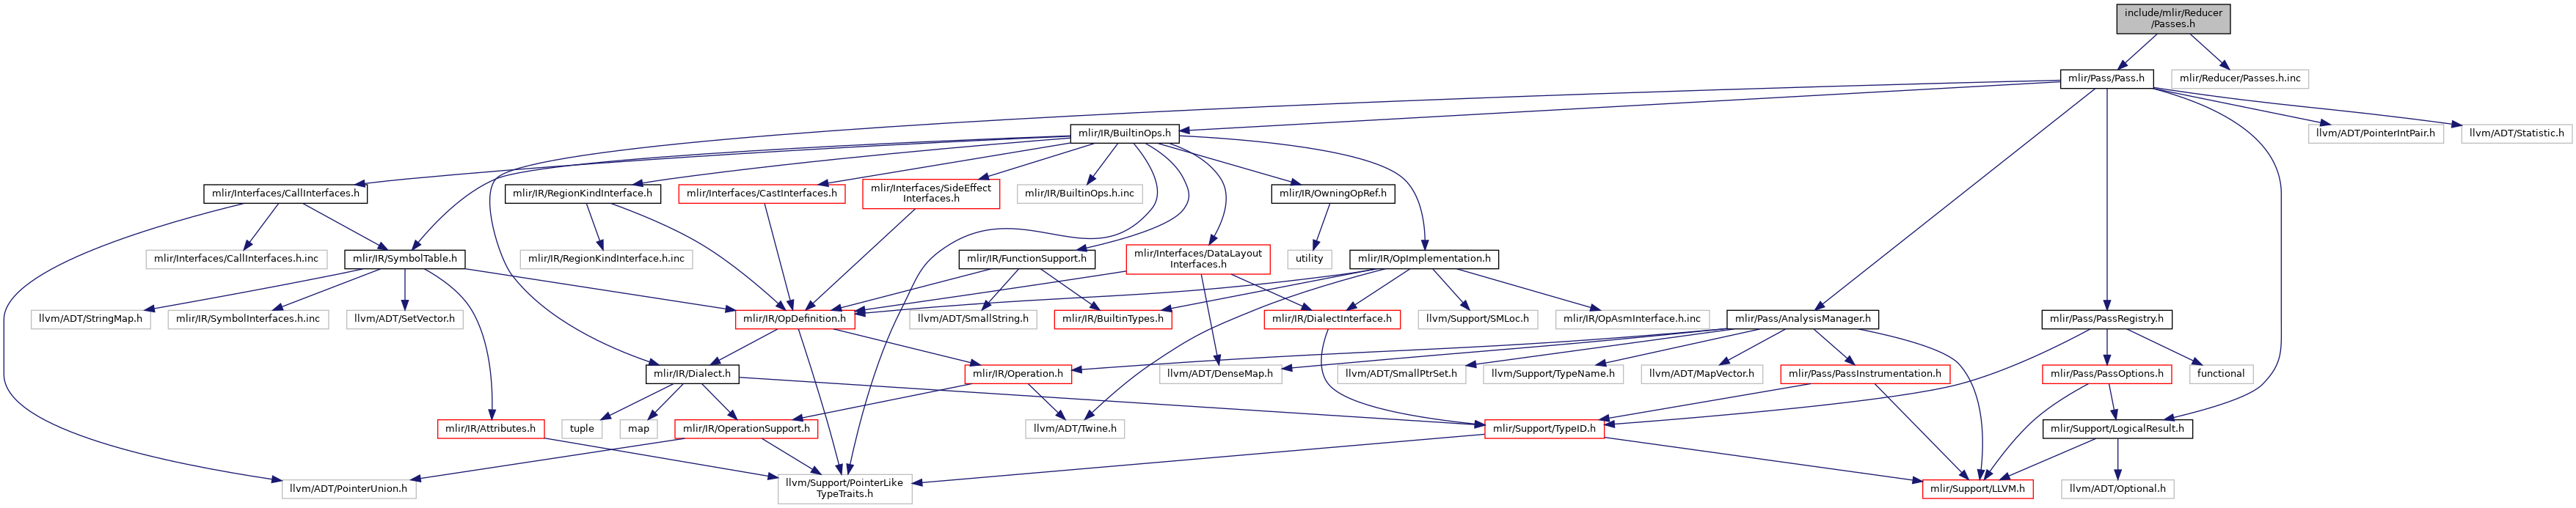 include/mlir/Reducer
/Passes.h
mlir/Pass/Pass.h
mlir/Reducer/Passes.h.inc
mlir/IR/BuiltinOps.h
llvm/ADT/PointerIntPair.h
llvm/ADT/Statistic.h
mlir/Interfaces/CallInterfaces.h
mlir/IR/RegionKindInterface.h
mlir/Interfaces/CastInterfaces.h
mlir/Interfaces/SideEffect
Interfaces.h
mlir/IR/BuiltinOps.h.inc
mlir/IR/OwningOpRef.h
mlir/Interfaces/CallInterfaces.h.inc
mlir/IR/SymbolTable.h
mlir/IR/RegionKindInterface.h.inc
mlir/IR/FunctionSupport.h
mlir/Interfaces/DataLayout
Interfaces.h
utility
mlir/IR/OpImplementation.h
llvm/ADT/StringMap.h
mlir/IR/SymbolInterfaces.h.inc
llvm/ADT/SetVector.h
mlir/IR/OpDefinition.h
llvm/ADT/SmallString.h
mlir/IR/BuiltinTypes.h
mlir/IR/DialectInterface.h
llvm/Support/SMLoc.h
mlir/IR/OpAsmInterface.h.inc
mlir/Pass/AnalysisManager.h
mlir/Pass/PassRegistry.h
mlir/IR/Dialect.h
mlir/IR/Operation.h
llvm/ADT/DenseMap.h
llvm/ADT/SmallPtrSet.h
llvm/Support/TypeName.h
llvm/ADT/MapVector.h
mlir/Pass/PassInstrumentation.h
mlir/Pass/PassOptions.h
functional
mlir/IR/Attributes.h
tuple
map
mlir/IR/OperationSupport.h
llvm/ADT/Twine.h
mlir/Support/TypeID.h
mlir/Support/LogicalResult.h
llvm/ADT/PointerUnion.h
llvm/Support/PointerLike
TypeTraits.h
mlir/Support/LLVM.h
llvm/ADT/Optional.h